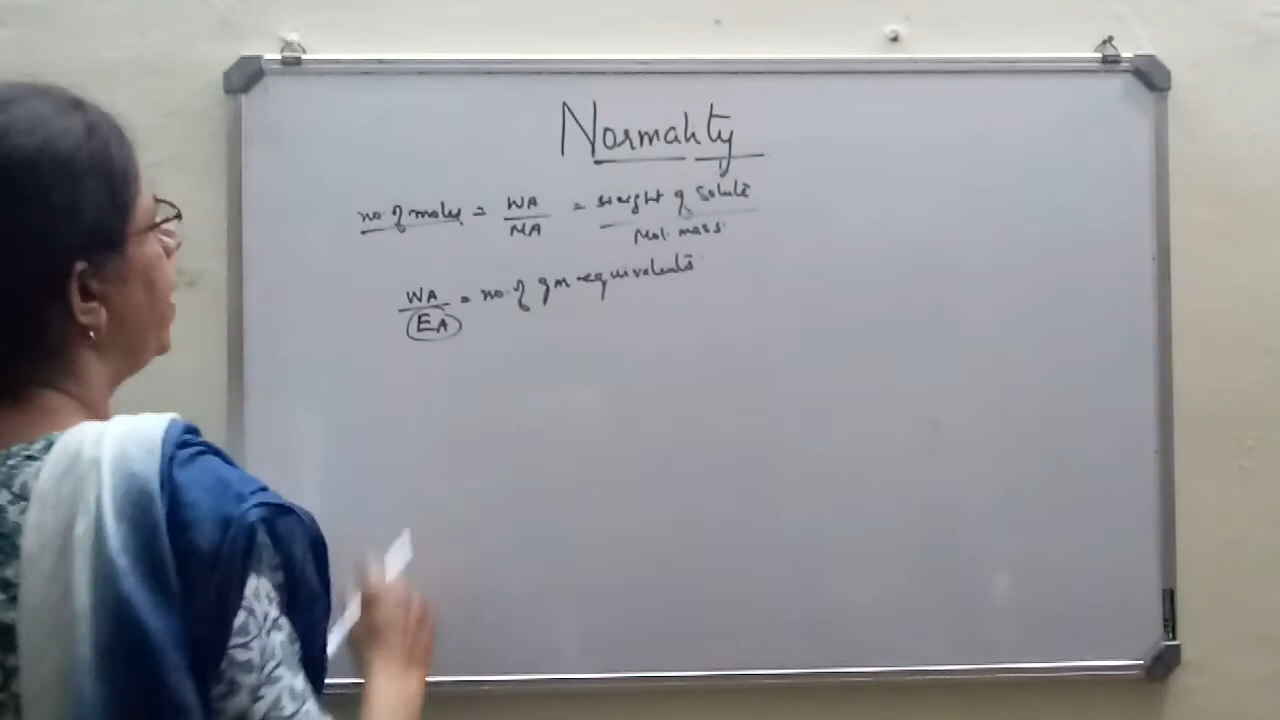 Normality
no. of moles = WA / MA = weight of Solute / Mol. mass.
WA / EA = no. of gm-equivalents